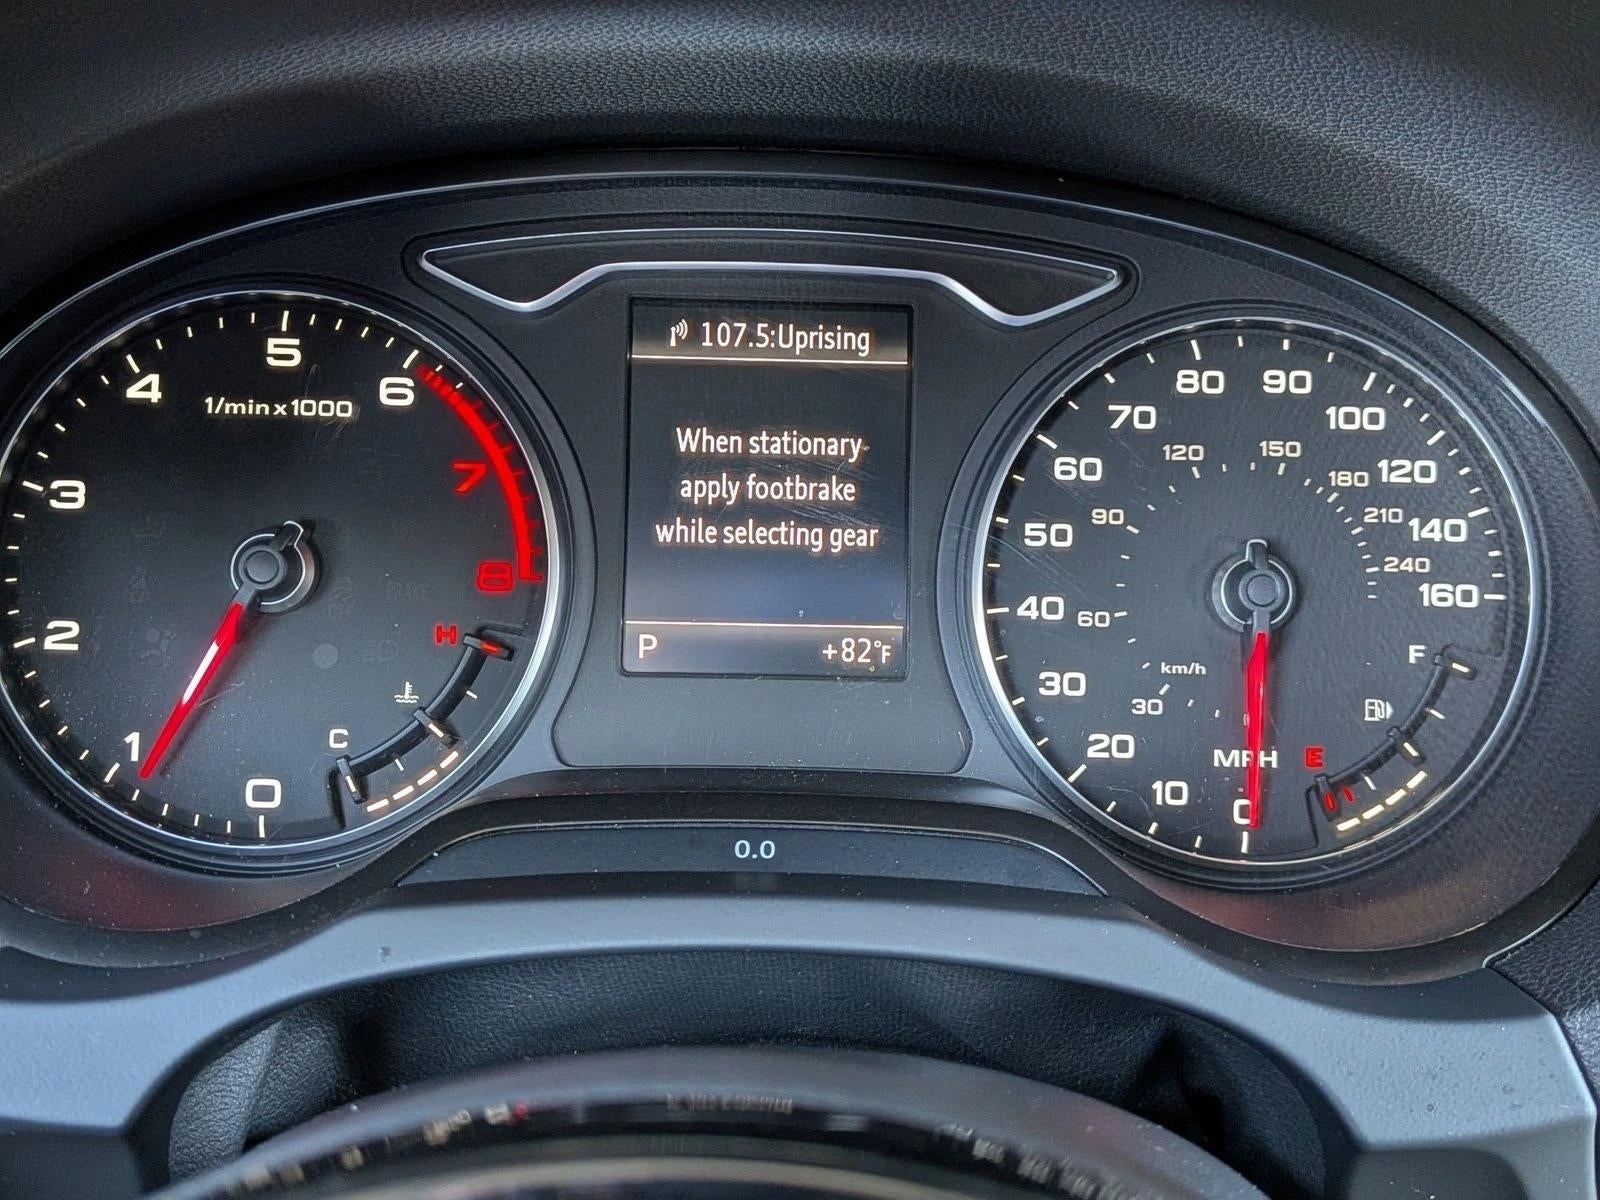 107.5:Uprising
When stationary
apply footbrake
while selecting gear
P +82°F
0.0
1/min x 1000
0
1
2
3
4
5
6
7
8
H
C
MPH
0
10
20
30
40
50
60
70
80
90
100
120
140
160
km/h
30
60
90
120
150
180
210
240
F
E